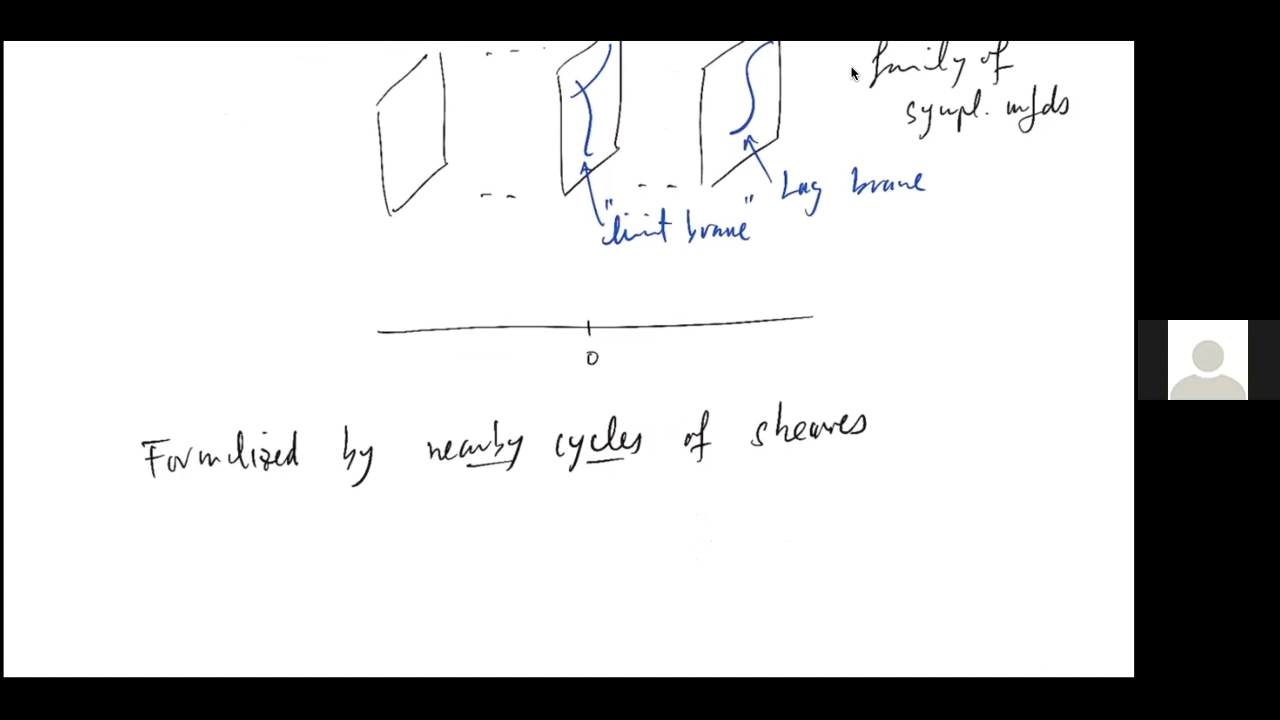 family of
sympl. mfds
Lag brane
"limit brane"
0
Formalized by nearby cycles of sheaves